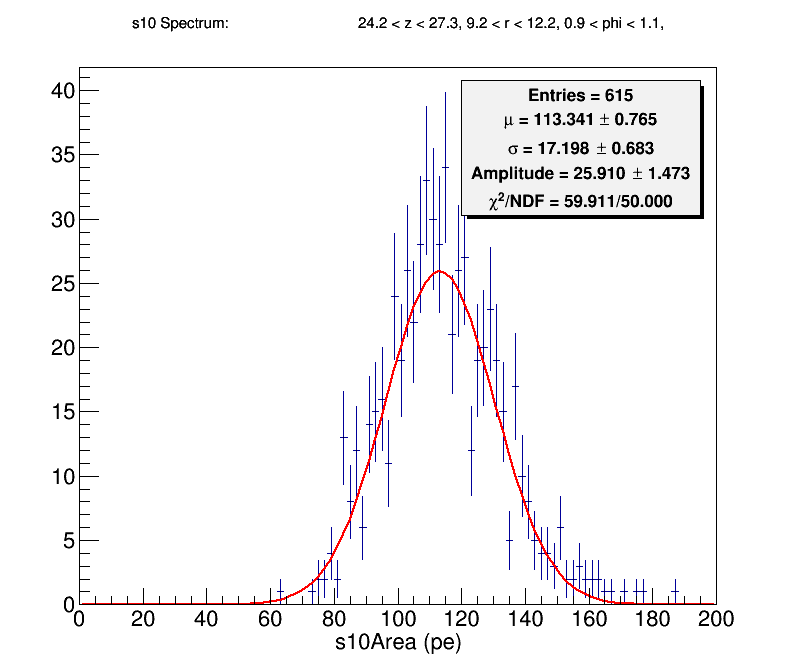 s10 Spectrum: 24.2 < z < 27.3, 9.2 < r < 12.2, 0.9 < phi < 1.1,
Entries = 615
μ = 113.341 ± 0.765
σ = 17.198 ± 0.683
Amplitude = 25.910 ± 1.473
χ²/NDF = 59.911/50.000
40
35
30
25
20
15
10
5
0
0 20 40 60 80 100 120 140 160 180 200
s10Area (pe)